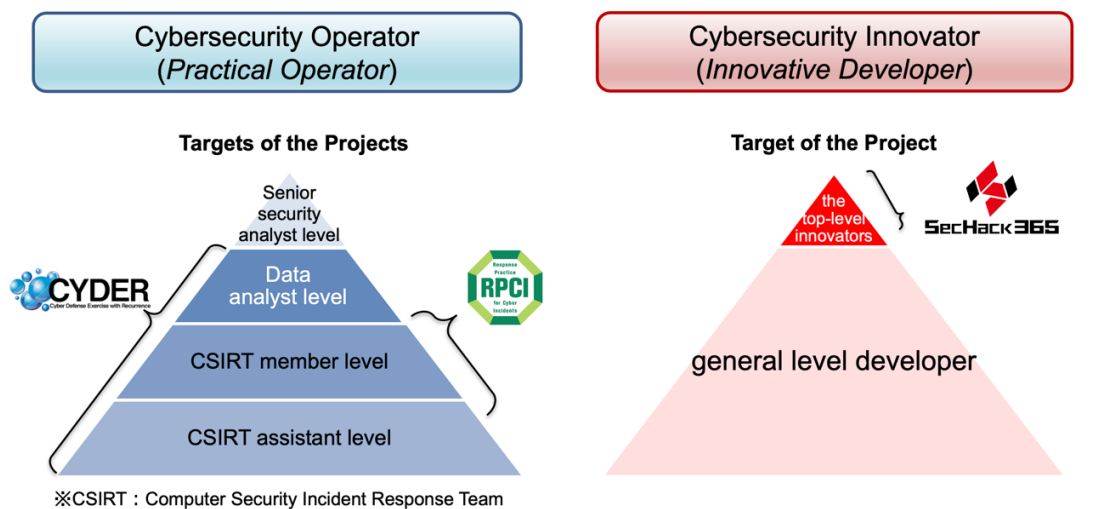 Cybersecurity Operator
(Practical Operator)
Cybersecurity Innovator
(Innovative Developer)
Targets of the Projects
Senior
security
analyst level
Data
analyst level
CSIRT member level
CSIRT assistant level
CYDER
Cyber Defense Exercise with Recurrence
Response
Practice
RPCI
for Cyber
Incidents
※CSIRT：Computer Security Incident Response Team
Target of the Project
the
top-level
innovators
general level developer
SecHack365